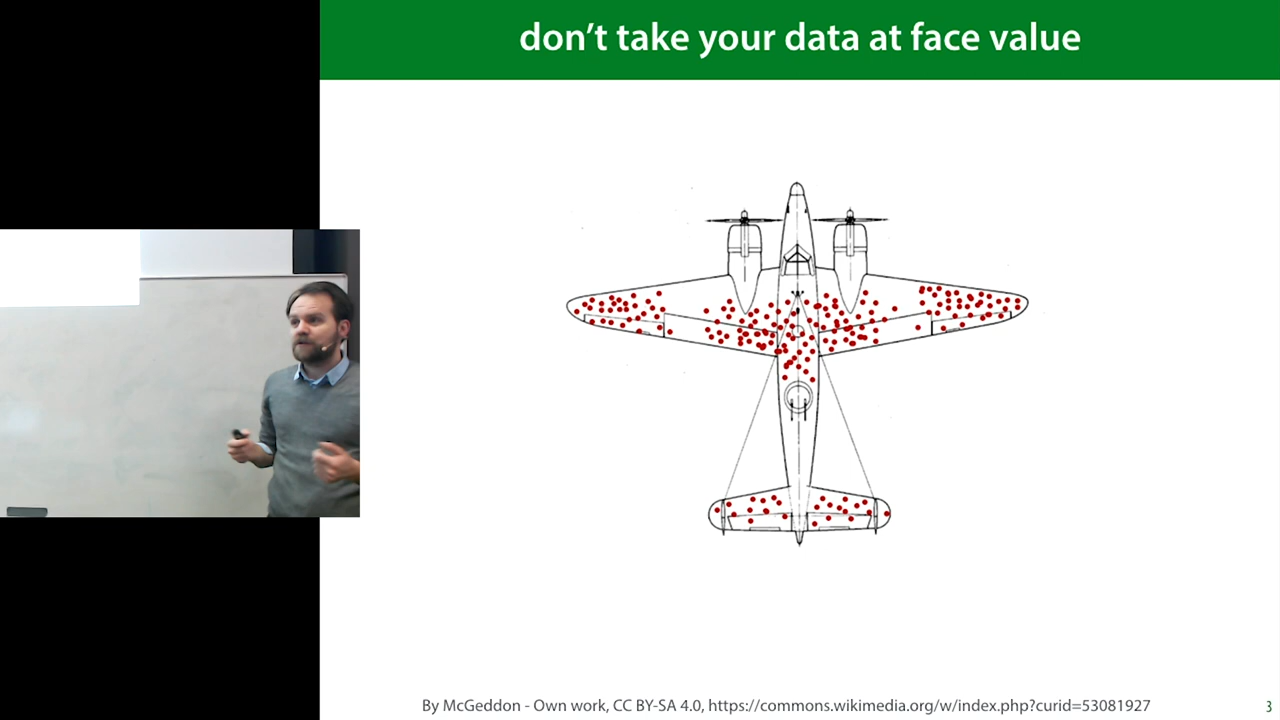 don’t take your data at face value
By McGeddon - Own work, CC BY-SA 4.0, https://commons.wikimedia.org/w/index.php?curid=53081927
3